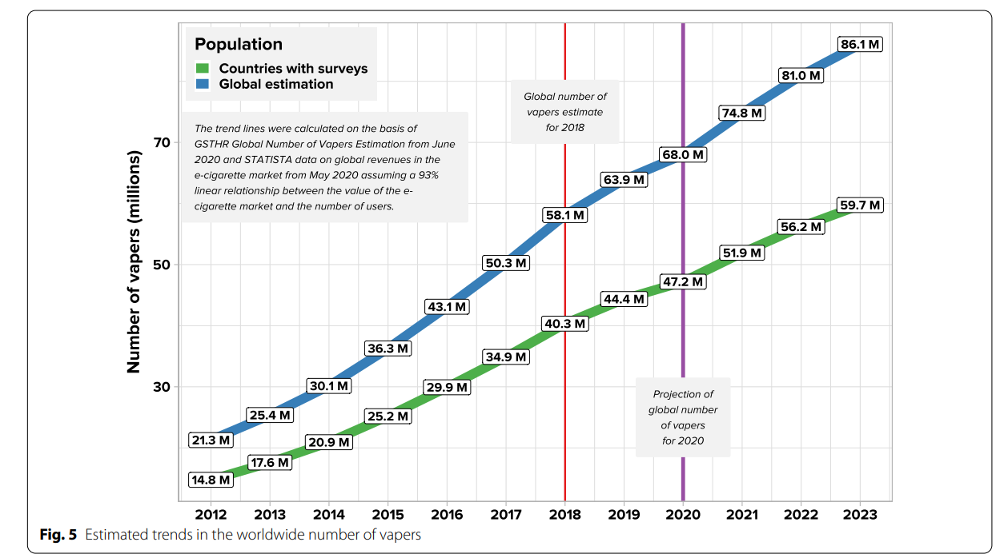 Population
Countries with surveys
Global estimation
The trend lines were calculated on the basis of
GSTHR Global Number of Vapers Estimation from June
2020 and STATISTA data on global revenues in the
e-cigarette market from May 2020 assuming a 93%
linear relationship between the value of the e-
cigarette market and the number of users.
Global number of
vapers estimate
for 2018
Projection of
global number
of vapers
for 2020
Number of vapers (millions)
70
50
30
21.3 M
25.4 M
30.1 M
36.3 M
43.1 M
50.3 M
58.1 M
63.9 M
68.0 M
74.8 M
81.0 M
86.1 M
14.8 M
17.6 M
20.9 M
25.2 M
29.9 M
34.9 M
40.3 M
44.4 M
47.2 M
51.9 M
56.2 M
59.7 M
2012 2013 2014 2015 2016 2017 2018 2019 2020 2021 2022 2023
Fig. 5 Estimated trends in the worldwide number of vapers